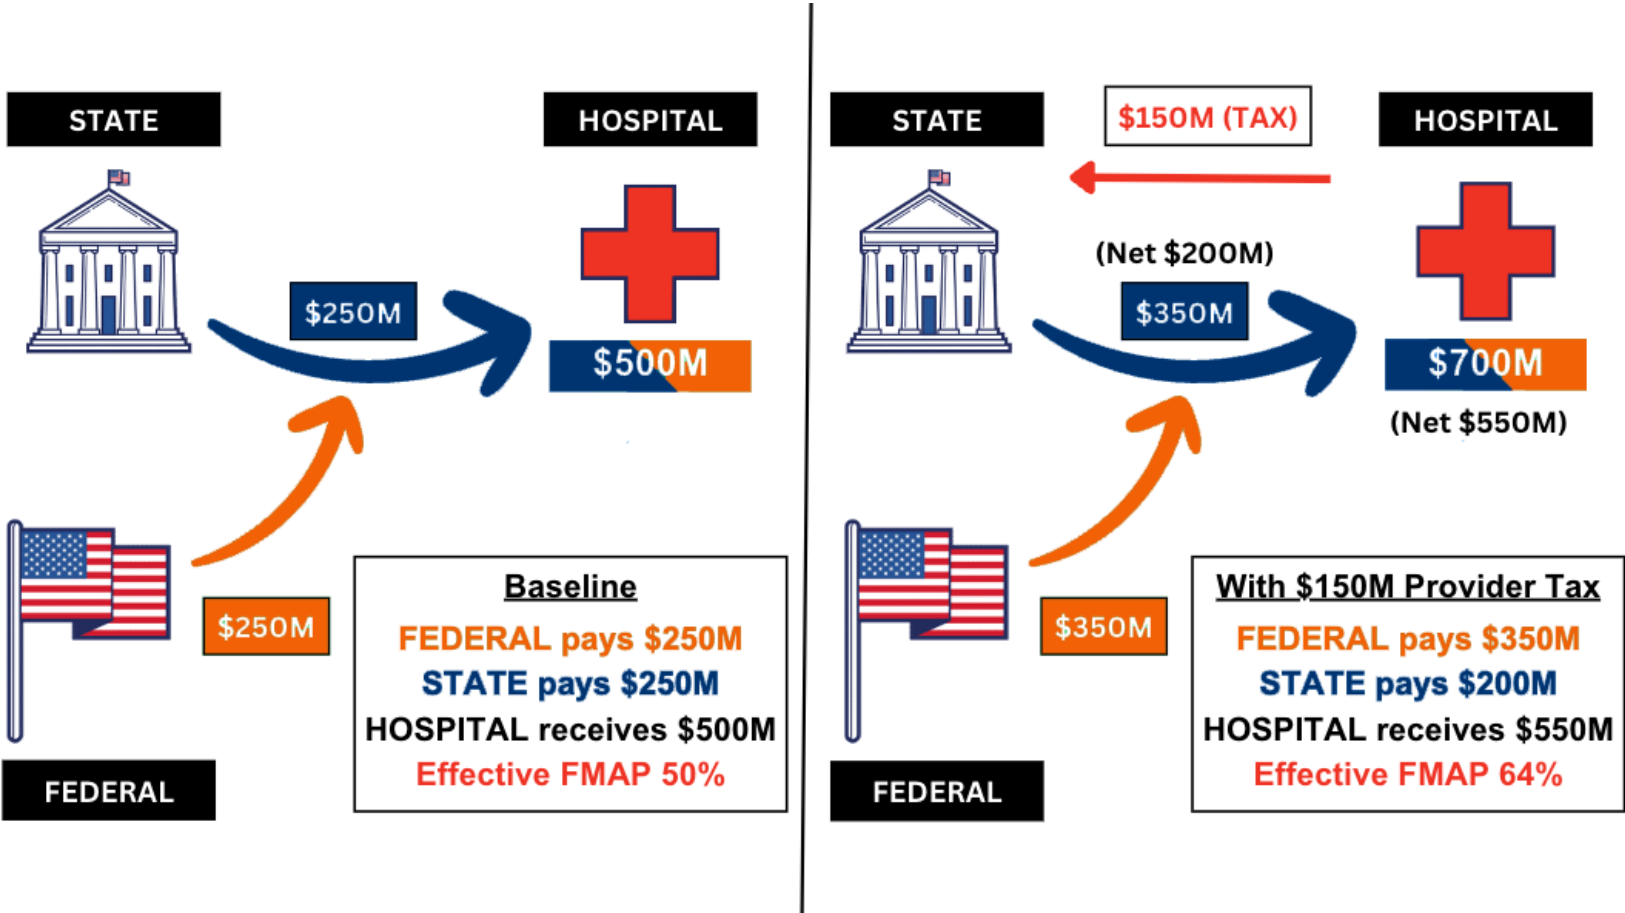 STATE
HOSPITAL
$250M
$500M
$250M
Baseline
FEDERAL pays $250M
STATE pays $250M
HOSPITAL receives $500M
Effective FMAP 50%
FEDERAL
STATE
$150M (TAX)
HOSPITAL
(Net $200M)
$350M
$700M
(Net $550M)
$350M
With $150M Provider Tax
FEDERAL pays $350M
STATE pays $200M
HOSPITAL receives $550M
Effective FMAP 64%
FEDERAL